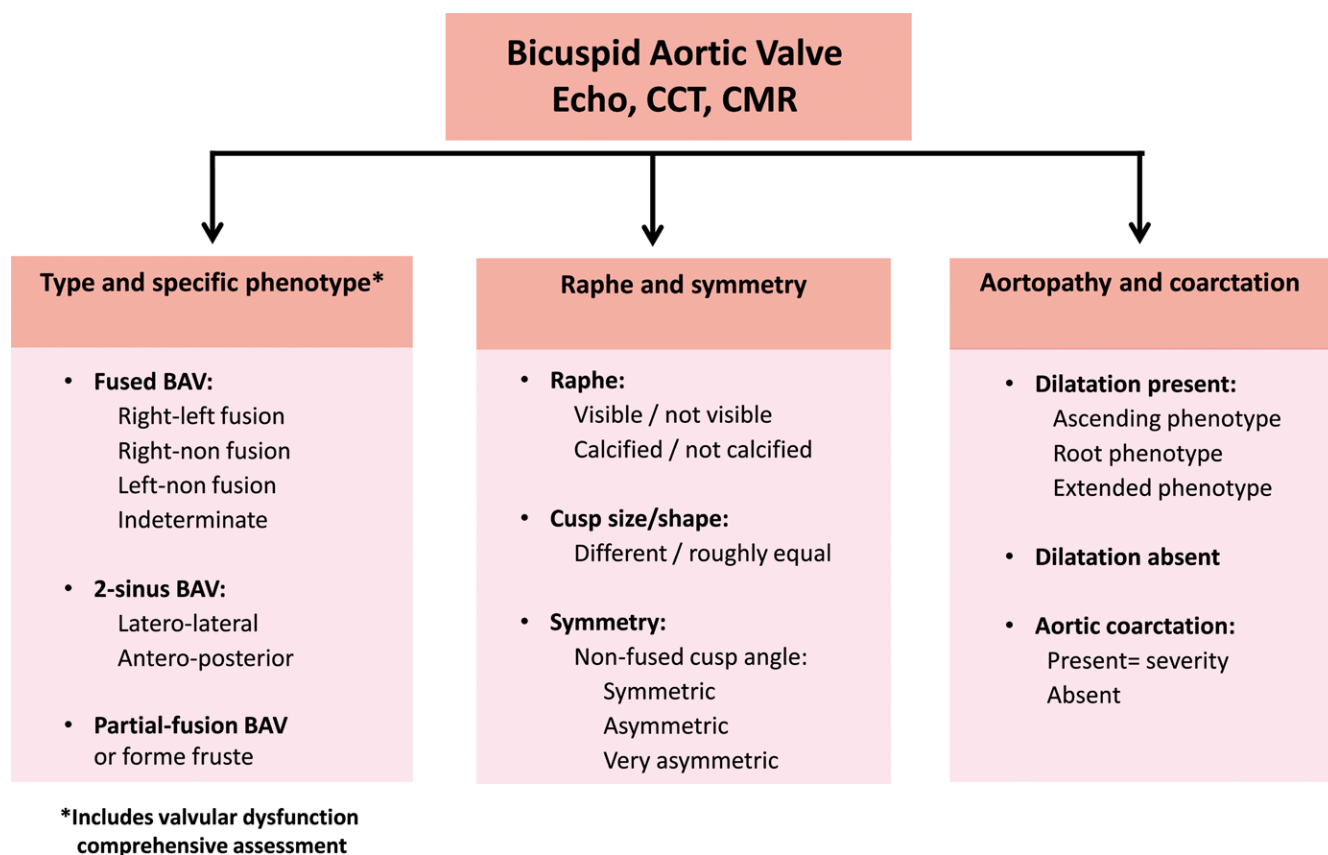 Bicuspid Aortic Valve
Echo, CCT, CMR
Type and specific phenotype*
• Fused BAV:
Right-left fusion
Right-non fusion
Left-non fusion
Indeterminate
• 2-sinus BAV:
Latero-lateral
Antero-posterior
• Partial-fusion BAV
or forme fruste
*Includes valvular dysfunction
comprehensive assessment
Raphe and symmetry
• Raphe:
Visible / not visible
Calcified / not calcified
• Cusp size/shape:
Different / roughly equal
• Symmetry:
Non-fused cusp angle:
Symmetric
Asymmetric
Very asymmetric
Aortopathy and coarctation
• Dilatation present:
Ascending phenotype
Root phenotype
Extended phenotype
• Dilatation absent
• Aortic coarctation:
Present= severity
Absent